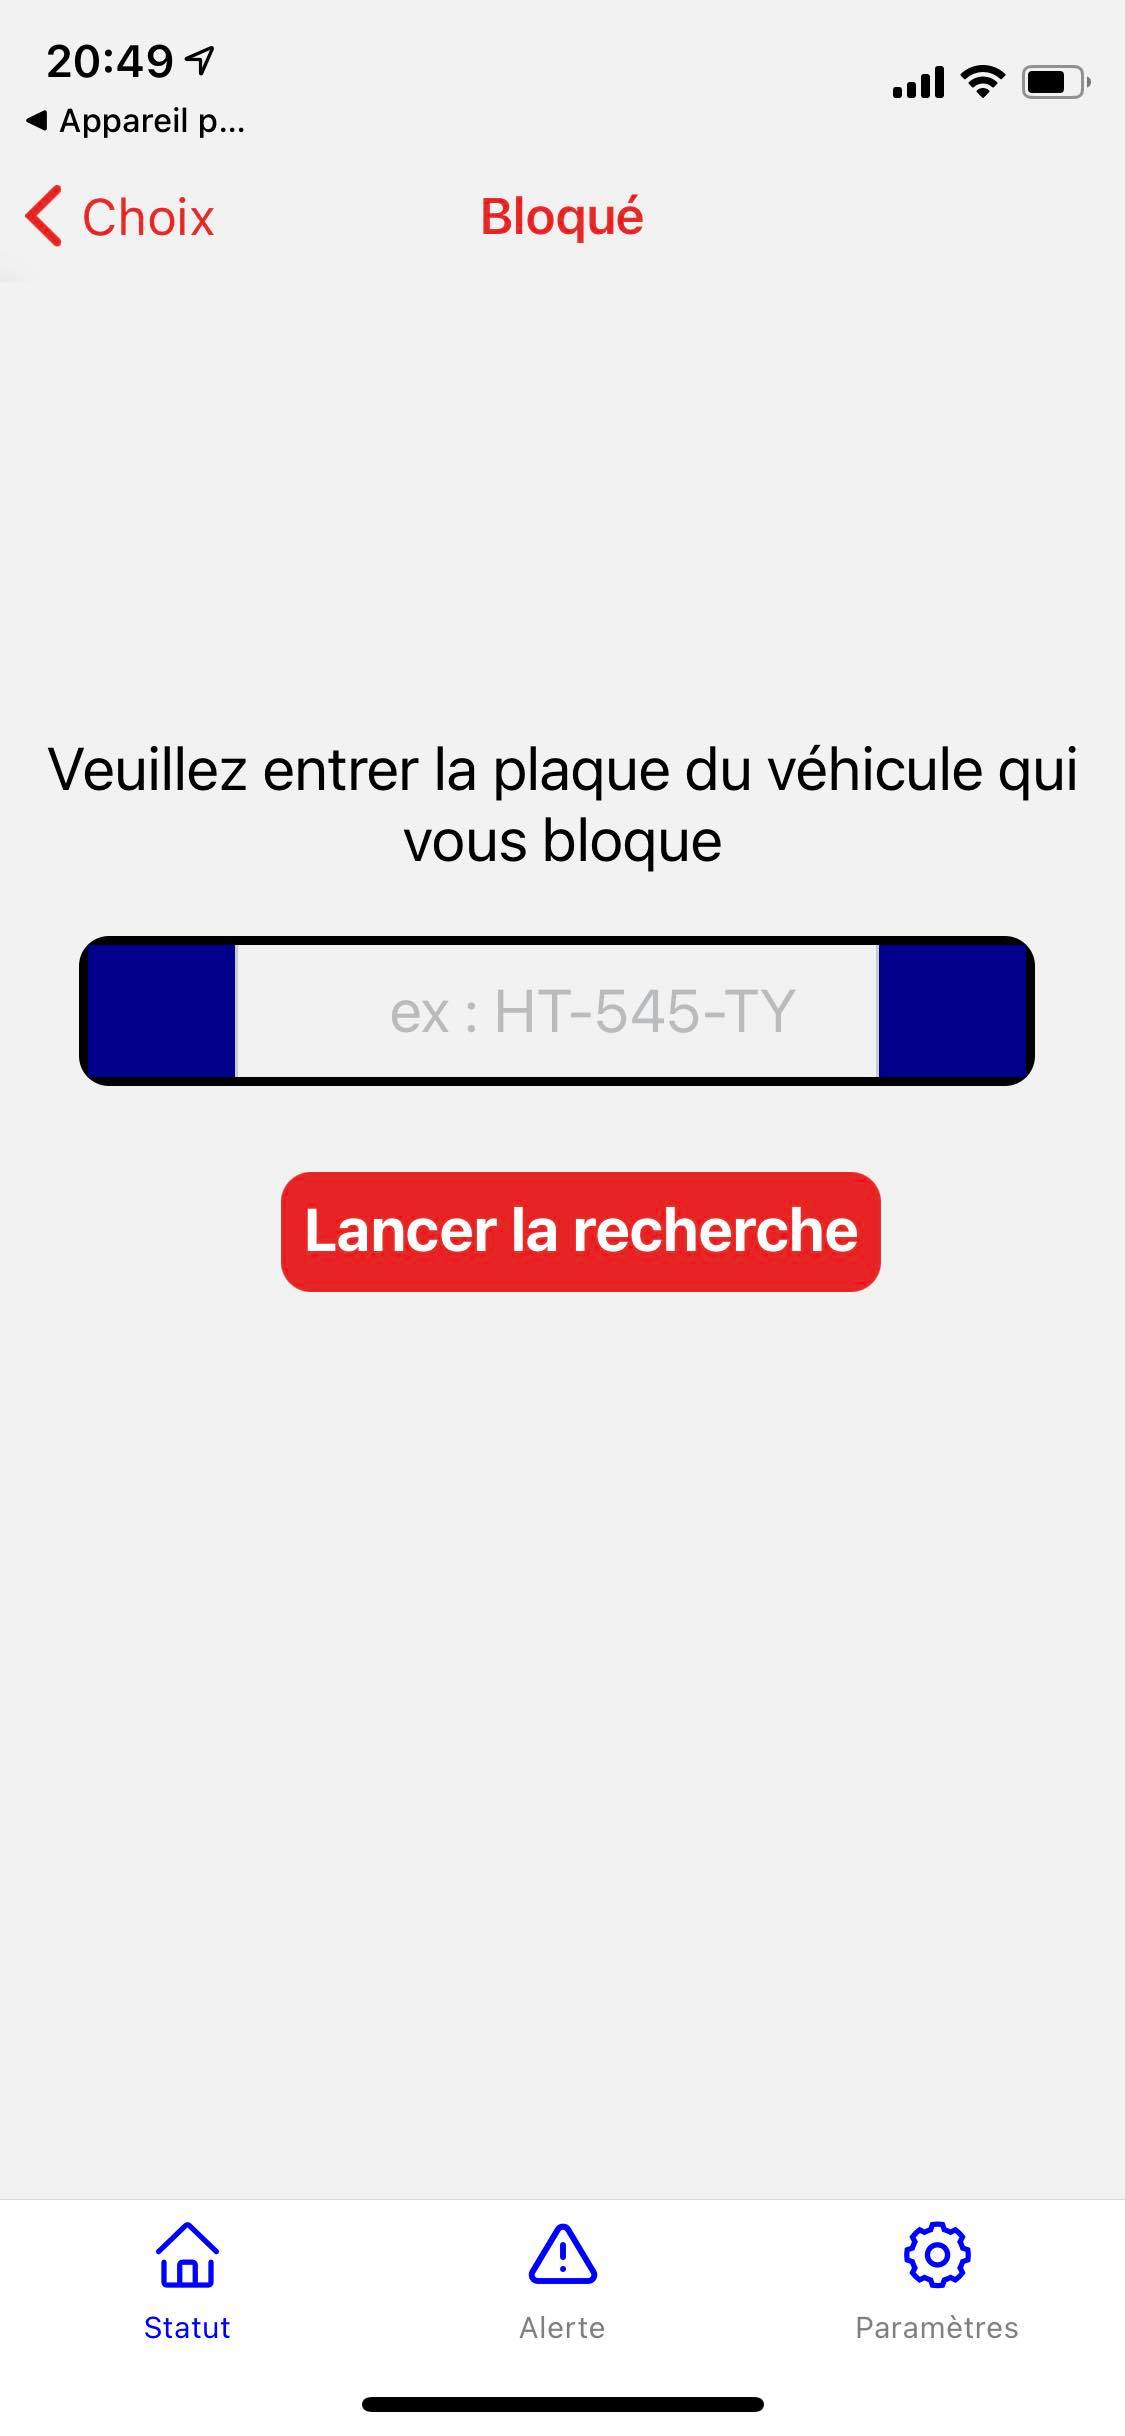 20:49
Appareil p...
Choix
Bloqué
Veuillez entrer la plaque du véhicule qui
vous bloque
ex : HT-545-TY
Lancer la recherche
Statut
Alerte
Paramètres